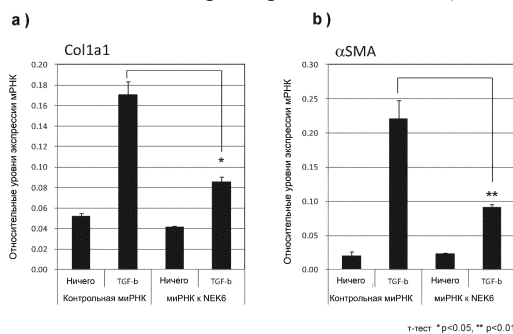 a )
Col1a1
Относительные уровни экспрессии мРНК
0.20
0.18
0.16
0.14
0.12
0.10
0.08
0.06
0.04
0.02
0.00
*
Ничего TGF-b Ничего TGF-b
Контрольная миРНК миРНК к NEK6
b )
αSMA
Относительные уровни экспрессии мРНК
0.30
0.25
0.20
0.15
0.10
0.05
0.00
**
Ничего TGF-b Ничего TGF-b
Контрольная миРНК миРНК к NEK6
т-тест * p<0.05, ** p<0.01